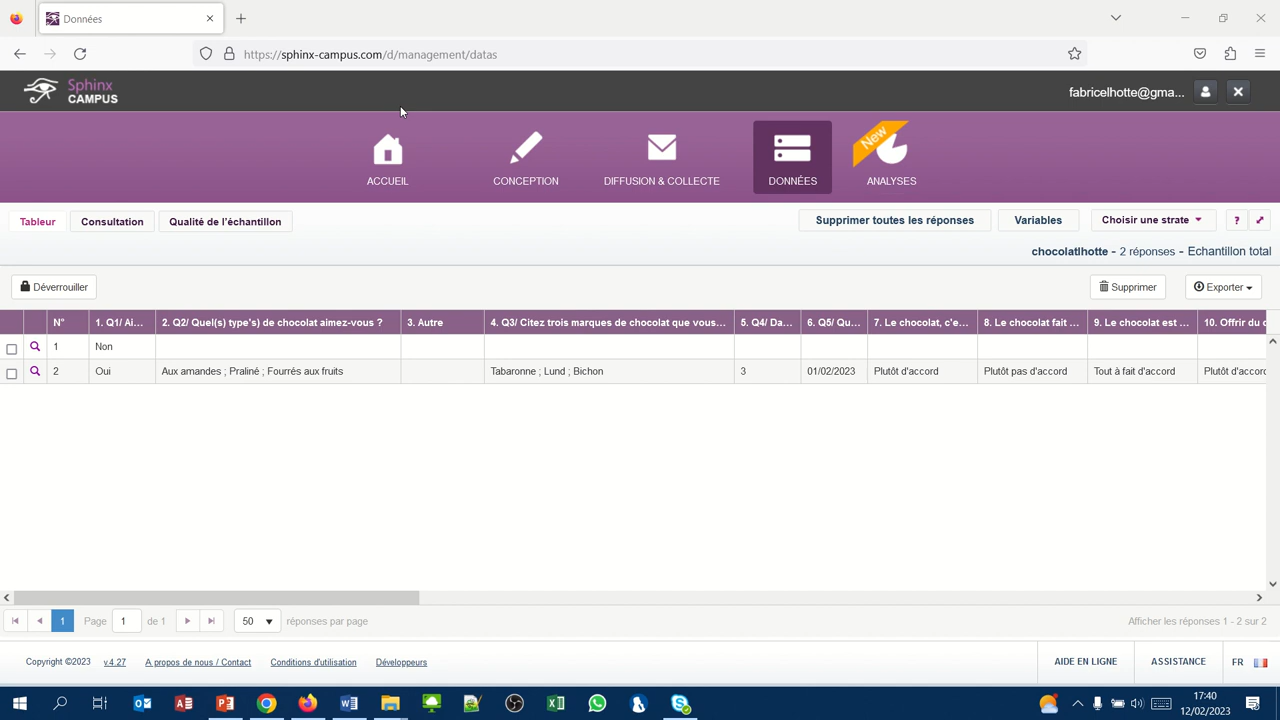 Données
https://sphinx-campus.com/d/management/datas
Sphinx
CAMPUS
fabricelhotte@gma...
ACCUEIL
CONCEPTION
DIFFUSION & COLLECTE
DONNÉES
New
ANALYSES
Tableur
Consultation
Qualité de l'échantillon
Supprimer toutes les réponses
Variables
Choisir une strate
?
chocolatlhotte - 2 réponses - Echantillon total
Déverrouiller
Supprimer
Exporter
N° 1. Q1/ Ai... 2. Q2/ Quel(s) type's) de chocolat aimez-vous ? 3. Autre 4. Q3/ Citez trois marques de chocolat que vous... 5. Q4/ Da... 6. Q5/ Qu... 7. Le chocolat, c'e... 8. Le chocolat fait ... 9. Le chocolat est ... 10. Offrir du c
1 Non
2 Oui Aux amandes ; Praliné ; Fourrés aux fruits Tabaronne ; Lund ; Bichon 3 01/02/2023 Plutôt d'accord Plutôt pas d'accord Tout à fait d'accord Plutôt d'accord
1 Page 1 de 1 50 réponses par page Afficher les réponses 1 - 2 sur 2
Copyright ©2023 v.4.27 A propos de nous / Contact Conditions d'utilisation Développeurs AIDE EN LIGNE ASSISTANCE FR
17:40
12/02/2023